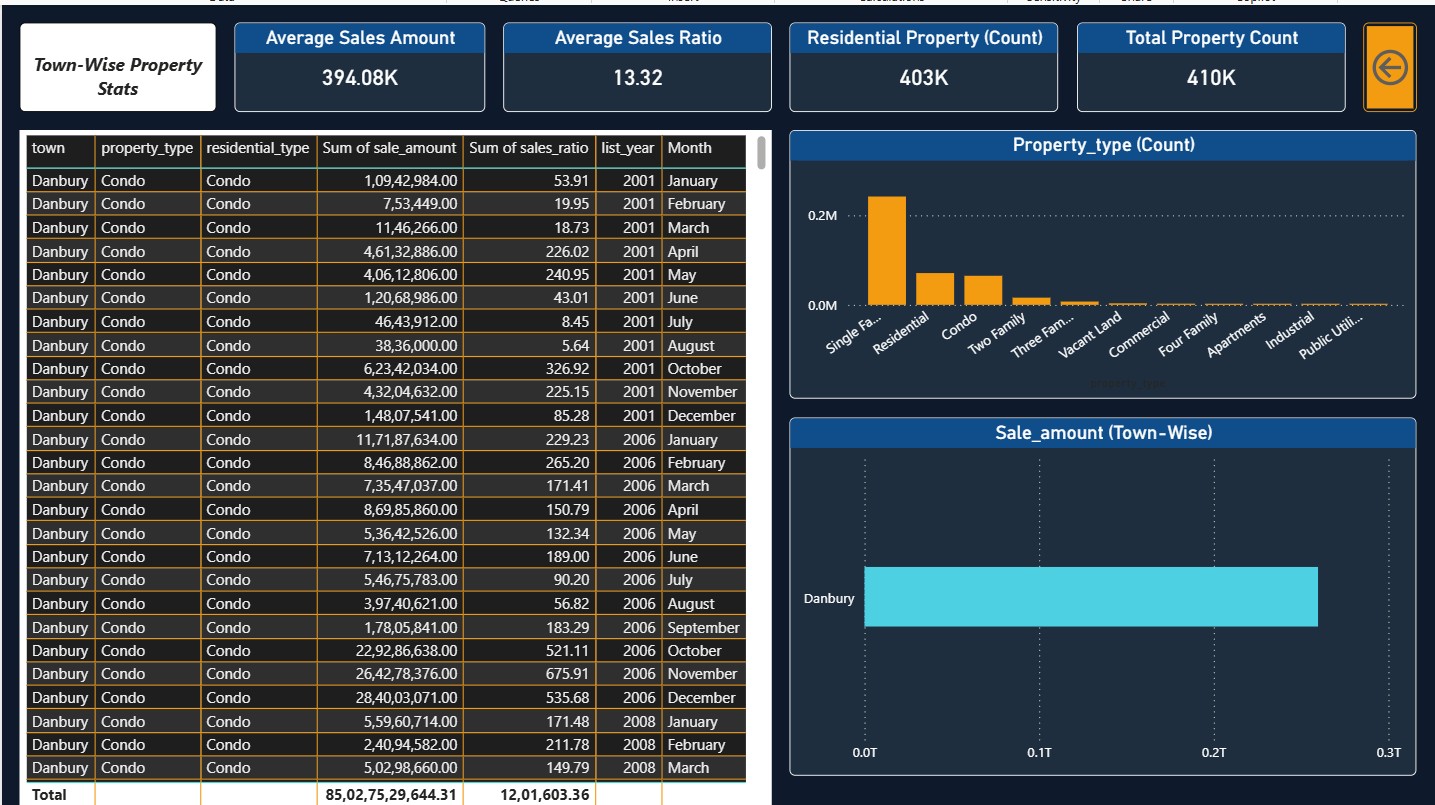 Town-Wise Property
Stats
Average Sales Amount
394.08K
Average Sales Ratio
13.32
Residential Property (Count)
403K
Total Property Count
410K
town property_type residential_type Sum of sale_amount Sum of sales_ratio list_year Month
Danbury Condo Condo 1,09,42,984.00 53.91 2001 January
Danbury Condo Condo 7,53,449.00 19.95 2001 February
Danbury Condo Condo 11,46,266.00 18.73 2001 March
Danbury Condo Condo 4,61,32,886.00 226.02 2001 April
Danbury Condo Condo 4,06,12,806.00 240.95 2001 May
Danbury Condo Condo 1,20,68,986.00 43.01 2001 June
Danbury Condo Condo 46,43,912.00 8.45 2001 July
Danbury Condo Condo 38,36,000.00 5.64 2001 August
Danbury Condo Condo 6,23,42,034.00 326.92 2001 October
Danbury Condo Condo 4,32,04,632.00 225.15 2001 November
Danbury Condo Condo 1,48,07,541.00 85.28 2001 December
Danbury Condo Condo 11,71,87,634.00 229.23 2006 January
Danbury Condo Condo 8,46,88,862.00 265.20 2006 February
Danbury Condo Condo 7,35,47,037.00 171.41 2006 March
Danbury Condo Condo 8,69,85,860.00 150.79 2006 April
Danbury Condo Condo 5,36,42,526.00 132.34 2006 May
Danbury Condo Condo 7,13,12,264.00 189.00 2006 June
Danbury Condo Condo 5,46,75,783.00 90.20 2006 July
Danbury Condo Condo 3,97,40,621.00 56.82 2006 August
Danbury Condo Condo 1,78,05,841.00 183.29 2006 September
Danbury Condo Condo 22,92,86,638.00 521.11 2006 October
Danbury Condo Condo 26,42,78,376.00 675.91 2006 November
Danbury Condo Condo 28,40,03,071.00 535.68 2006 December
Danbury Condo Condo 5,59,60,714.00 171.48 2008 January
Danbury Condo Condo 2,40,94,582.00 211.78 2008 February
Danbury Condo Condo 5,02,98,660.00 149.79 2008 March
Total 85,02,75,29,644.31 12,01,603.36
Property_type (Count)
0.2M
0.0M
Single Fa...
Residential
Condo
Two Family
Three Fam...
Vacant Land
Commercial
Four Family
Apartments
Industrial
Public Utili...
Sale_amount (Town-Wise)
Danbury
0.0T 0.1T 0.2T 0.3T